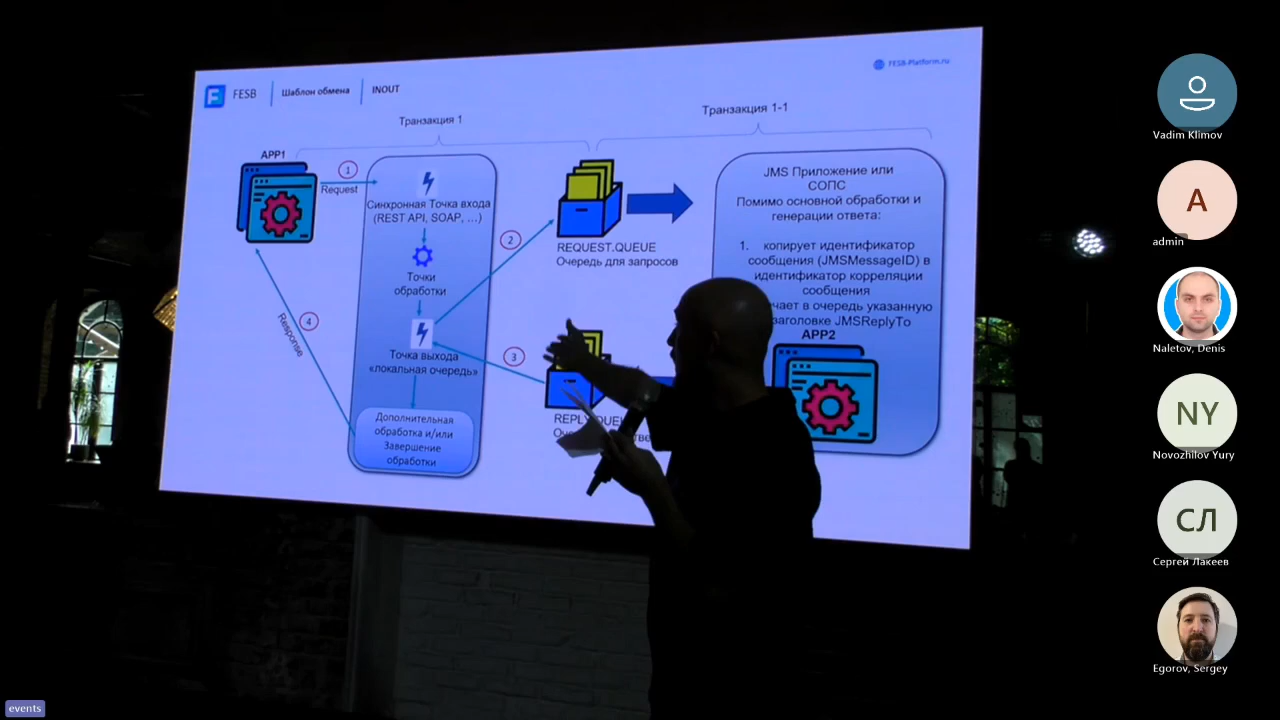 FESB
Шаблон обмена
INOUT
FESB-Platform.ru
Транзакция 1
Транзакция 1-1
APP1
1
Request
Синхронная Точка входа
(REST API, SOAP, ...)
Точки
обработки
2
Точка выхода
«локальная очередь»
3
4
Response
Дополнительная
обработка и/или
Завершение
обработки
REQUEST.QUEUE
Очередь для запросов
JMS Приложение или
СОПС
Помимо основной обработки и
генерации ответа:
1. копирует идентификатор
сообщения (JMSMessageID) в
идентификатор корреляции
сообщения
в очередь указанную
заголовке JMSReplyTo
APP2
Vadim Klimov
A
admin
Naletov, Denis
NY
Novozhilov Yury
СЛ
Сергей Лакеев
Egorov, Sergey
events